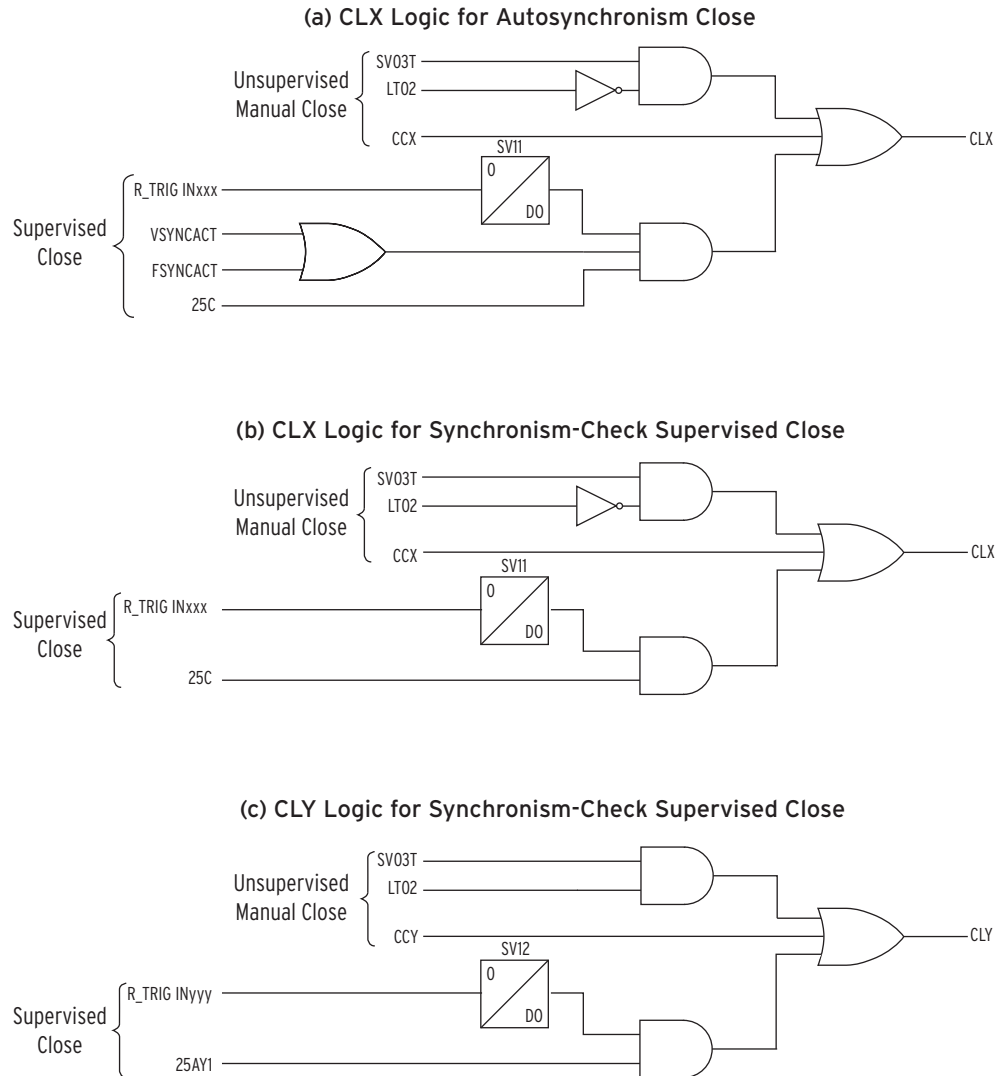 (a) CLX Logic for Autosynchronism Close
Unsupervised
Manual Close
SV03T
LT02
CCX
CLX
SV11
0
DO
Supervised
Close
R_TRIG INxxx
VSYNCACT
FSYNCACT
25C
(b) CLX Logic for Synchronism-Check Supervised Close
Unsupervised
Manual Close
SV03T
LT02
CCX
CLX
SV11
0
DO
Supervised
Close
R_TRIG INxxx
25C
(c) CLY Logic for Synchronism-Check Supervised Close
Unsupervised
Manual Close
SV03T
LT02
CCY
CLY
SV12
0
DO
Supervised
Close
R_TRIG INyyy
25AY1